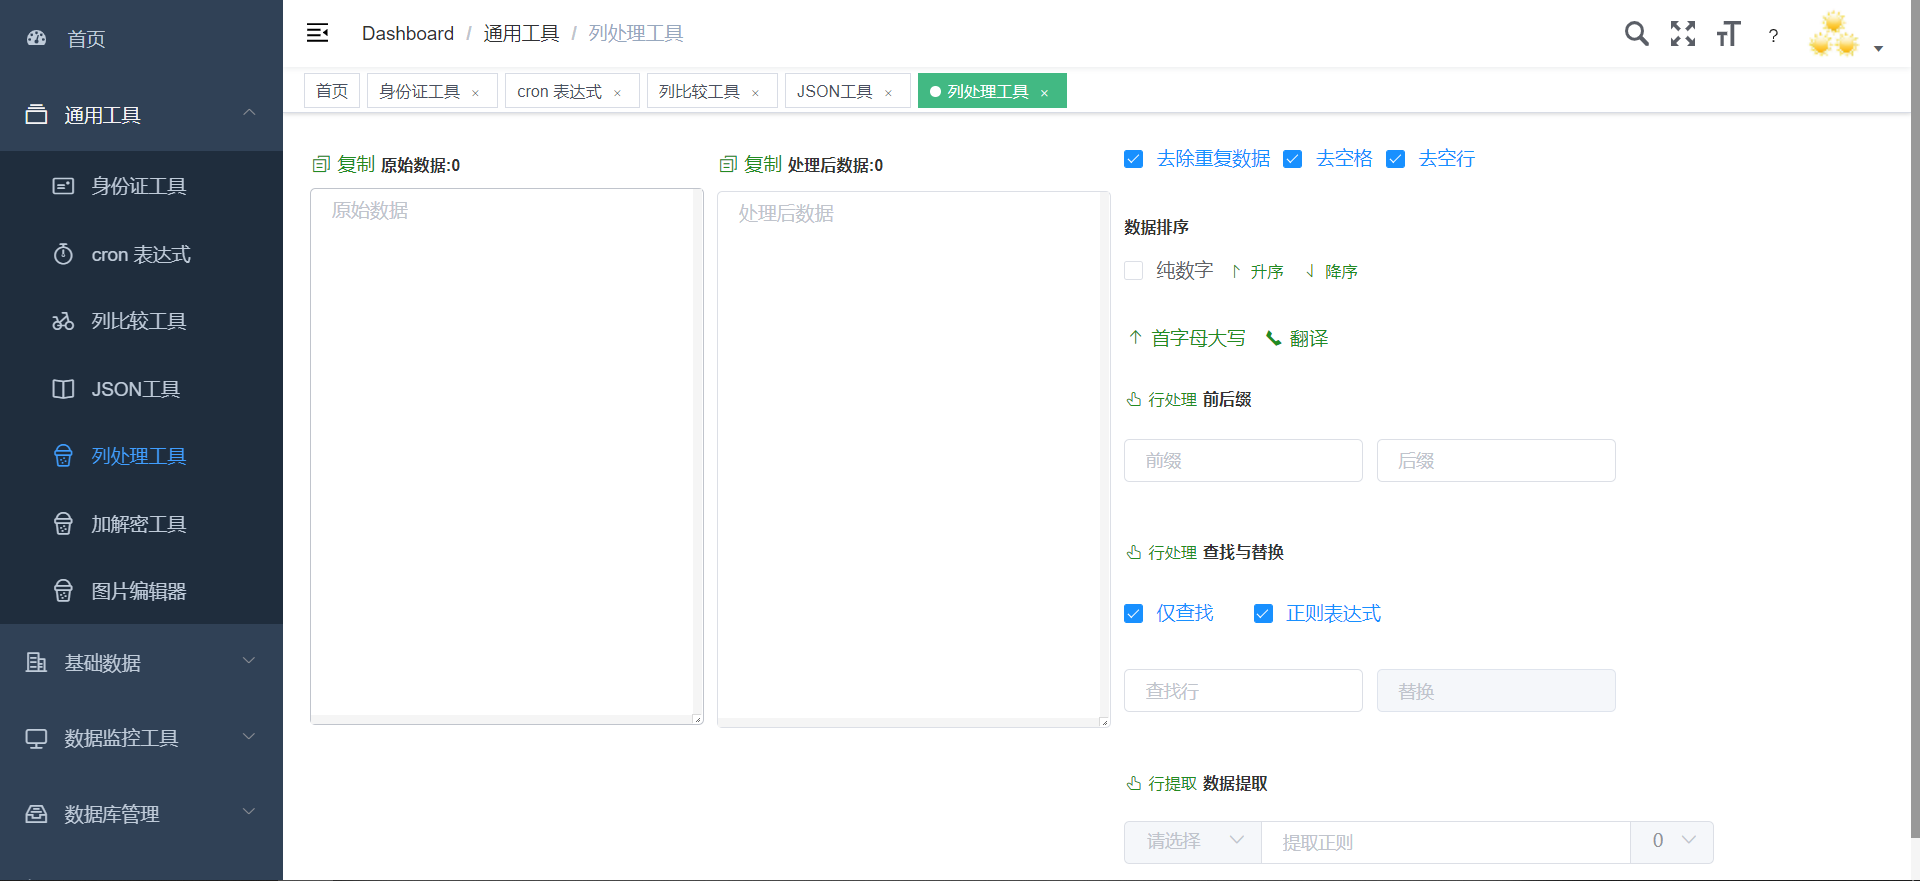 首页
通用工具
身份证工具
cron 表达式
列比较工具
JSON工具
列处理工具
加解密工具
图片编辑器
基础数据
数据监控工具
数据库管理
Dashboard / 通用工具 / 列处理工具
?
首页 身份证工具 × cron 表达式 × 列比较工具 × JSON工具 × 列处理工具 ×
复制 原始数据:0
原始数据
复制 处理后数据:0
处理后数据
去除重复数据 去空格 去空行
数据排序
纯数字 升序 降序
首字母大写 翻译
行处理 前后缀
前缀 后缀
行处理 查找与替换
仅查找 正则表达式
查找行 替换
行提取 数据提取
请选择 提取正则 0